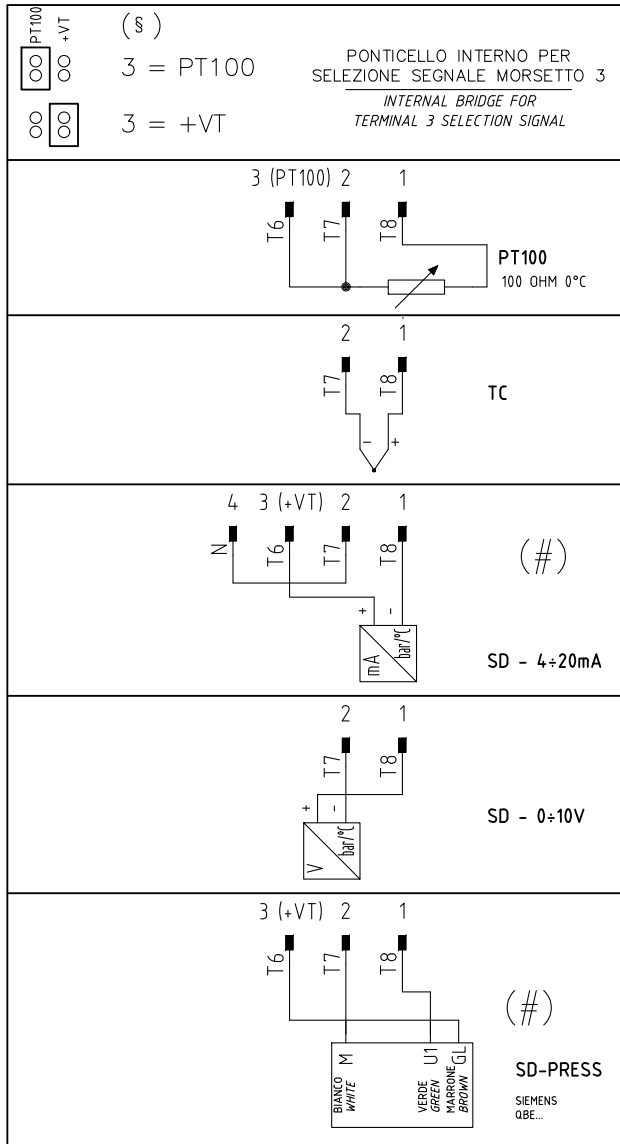 PT100 +VT
(§)
3 = PT100
3 = +VT
PONTICELLO INTERNO PER
SELEZIONE SEGNALE MORSETTO 3
INTERNAL BRIDGE FOR
TERMINAL 3 SELECTION SIGNAL
3 (PT100) 2 1
T6 T7 T8
PT100
100 OHM 0°C
2 1
T7 T8
- +
TC
4 3 (+VT) 2 1
N T6 T7 T8
(#)
+ -
mA bar/°C
SD - 4÷20mA
2 1
T7 T8
+ -
V bar/°C
SD - 0÷10V
3 (+VT) 2 1
T6 T7 T8
(#)
M U1 GL
BIANCO
WHITE
VERDE
GREEN
MARRONE
BROWN
SD-PRESS
SIEMENS
QBE...